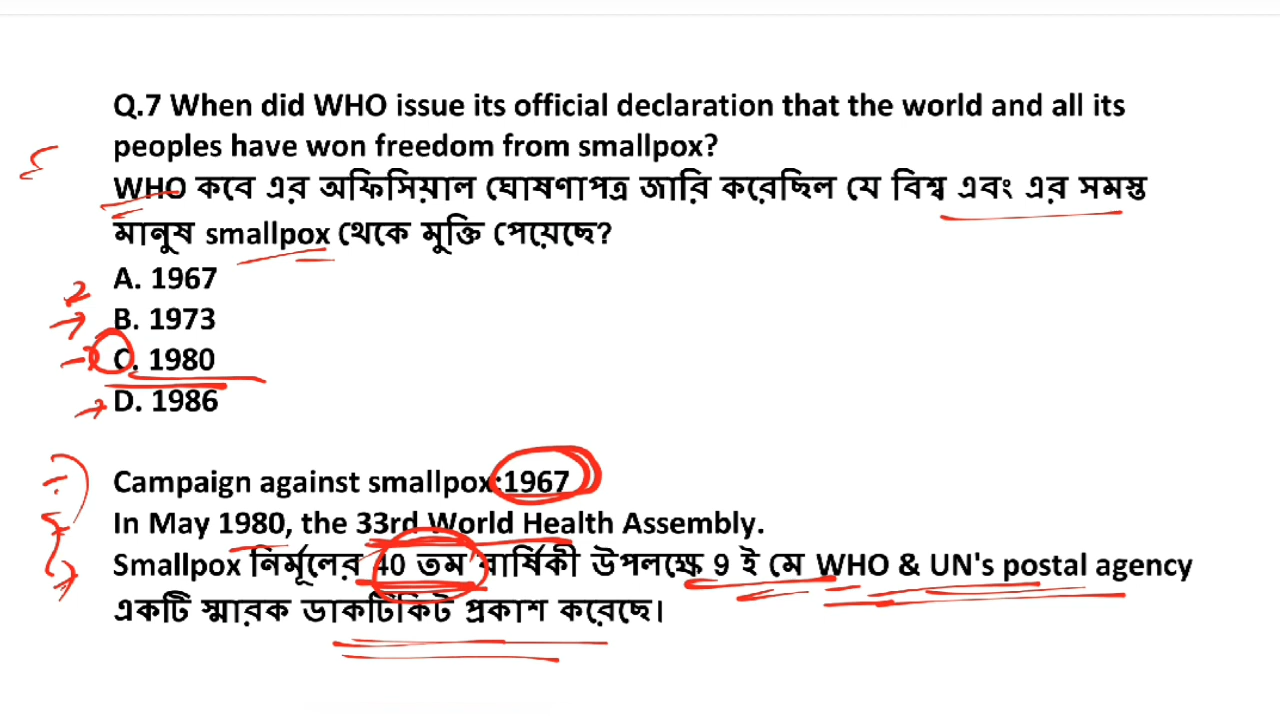 Q.7 When did WHO issue its official declaration that the world and all its
peoples have won freedom from smallpox?
WHO কবে এর অফিসিয়াল ঘোষণাপত্র জারি করেছিল যে বিশ্ব এবং এর সমস্ত
মানুষ smallpox থেকে মুক্তি পেয়েছে?
A. 1967
B. 1973
C. 1980
D. 1986
Campaign against smallpox:1967
In May 1980, the 33rd World Health Assembly.
Smallpox নির্মূলের 40 তম বার্ষিকী উপলক্ষে 9 ই মে WHO & UN's postal agency
একটি স্মারক ডাকটিকিট প্রকাশ করেছে।